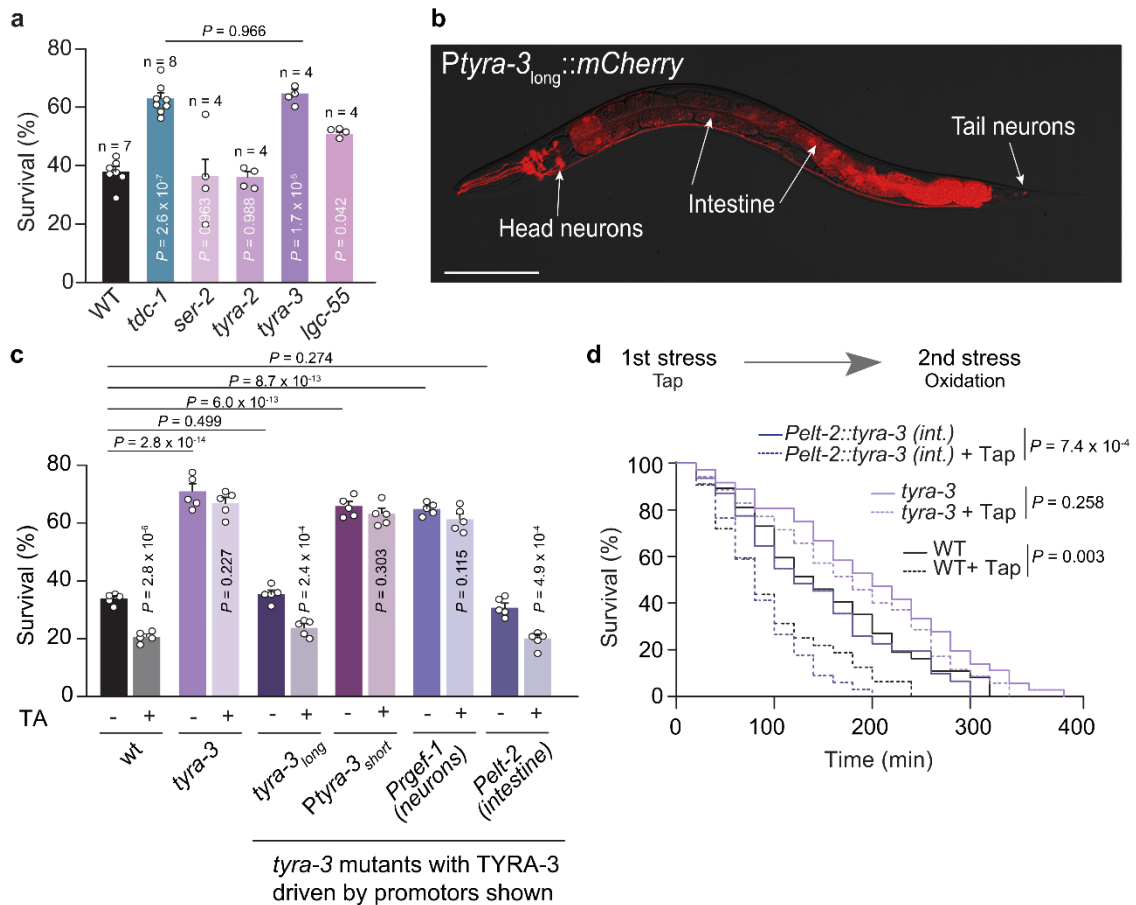 a
P = 0.966
Survival (%)
80
60
40
20
0
n = 7
n = 8
n = 4
n = 4
n = 4
n = 4
P = 2.6 x 10-7
P = 0.963
P = 0.988
P = 1.7 x 10-5
P = 0.042
WT
tdc-1
ser-2
tyra-2
tyra-3
lgc-55
b
Ptyra-3long::mCherry
Head neurons
Intestine
Tail neurons
c
P = 0.274
P = 8.7 x 10-13
P = 6.0 x 10-13
P = 0.499
P = 2.8 x 10-14
Survival (%)
80
60
40
20
0
P = 2.8 x 10-6
P = 0.227
P = 2.4 x 10-4
P = 0.303
P = 0.115
P = 4.9 x 10-4
TA - + - + - + - + - + - +
wt
tyra-3
tyra-3 long
Ptyra-3 short
Prgef-1
(neurons)
Pelt-2
(intestine)
tyra-3 mutants with TYRA-3
driven by promotors shown
d
1st stress
Tap
2nd stress
Oxidation
Pelt-2::tyra-3 (int.)
Pelt-2::tyra-3 (int.) + Tap
P = 7.4 x 10-4
tyra-3
tyra-3 + Tap
P = 0.258
WT
WT+ Tap
P = 0.003
Survival (%)
100
80
60
40
20
0
0 100 200 300 400
Time (min)